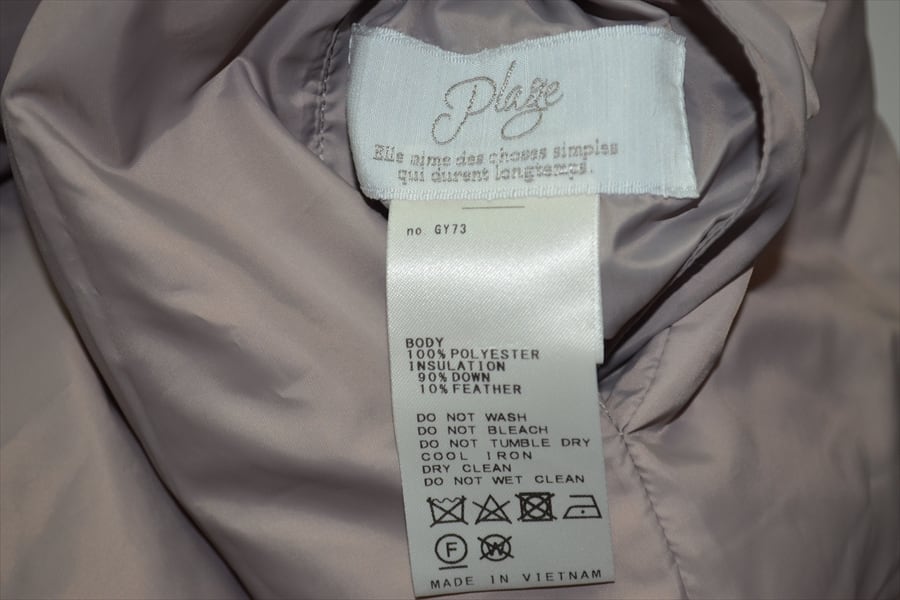 Plage
Elle aime des choses simples
qui durent longtemps.
no GY73
BODY
100% POLYESTER
INSULATION
90% DOWN
10% FEATHER
DO NOT WASH
DO NOT BLEACH
DO NOT TUMBLE DRY
COOL IRON
DRY CLEAN
DO NOT WET CLEAN
F W
MADE IN VIETNAM